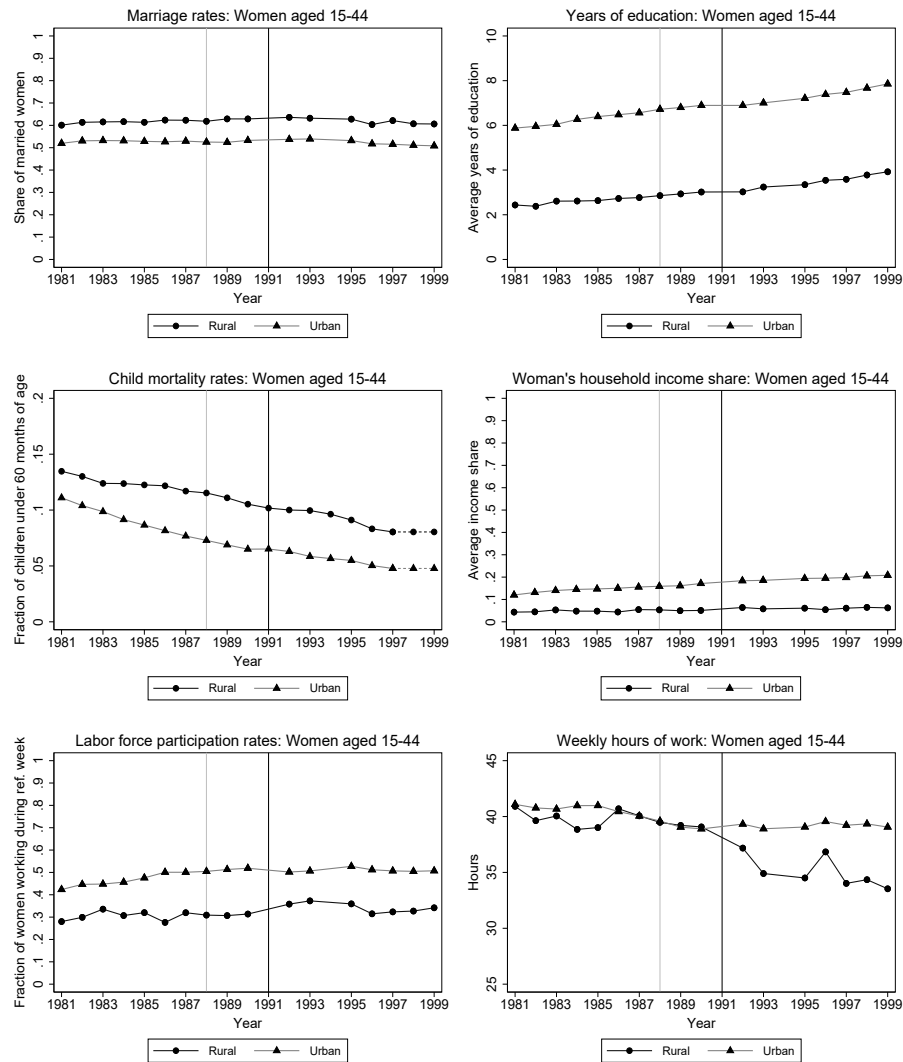 Marriage rates: Women aged 15-44
Share of married women
0 .1 .2 .3 .4 .5 .6 .7 .8 .9 1
1981 1983 1985 1987 1989 1991 1993 1995 1997 1999
Year
Rural Urban
Years of education: Women aged 15-44
Average years of education
0 2 4 6 8 10
1981 1983 1985 1987 1989 1991 1993 1995 1997 1999
Year
Rural Urban
Child mortality rates: Women aged 15-44
Fraction of children under 60 months of age
0 .05 .1 .15 .2
1981 1983 1985 1987 1989 1991 1993 1995 1997 1999
Year
Rural Urban
Woman's household income share: Women aged 15-44
Average income share
0 .1 .2 .3 .4 .5 .6 .7 .8 .9 1
1981 1983 1985 1987 1989 1991 1993 1995 1997 1999
Year
Rural Urban
Labor force participation rates: Women aged 15-44
Fraction of women working during ref. week
0 .1 .2 .3 .4 .5 .6 .7 .8 .9 1
1981 1983 1985 1987 1989 1991 1993 1995 1997 1999
Year
Rural Urban
Weekly hours of work: Women aged 15-44
Hours
25 30 35 40 45
1981 1983 1985 1987 1989 1991 1993 1995 1997 1999
Year
Rural Urban